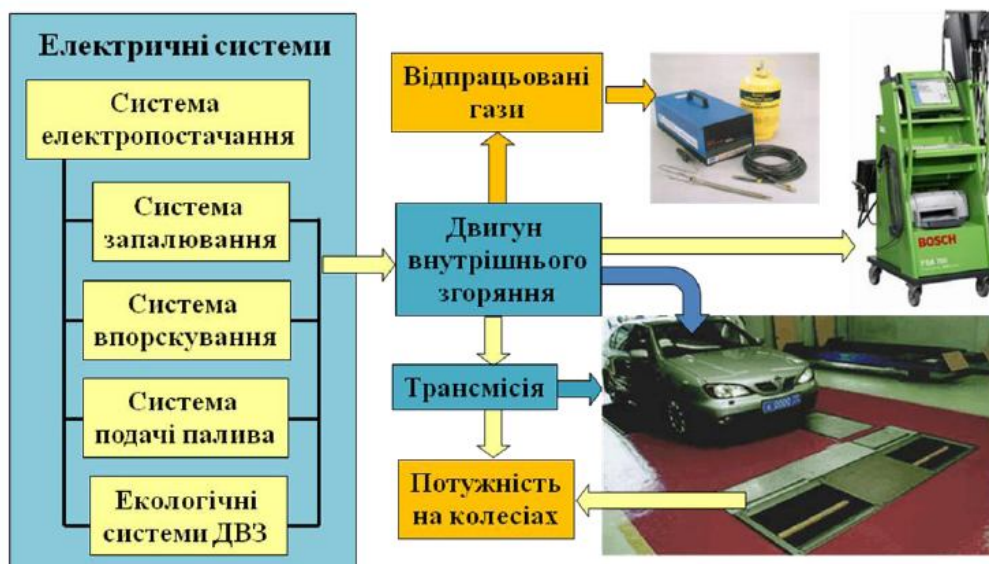 Електричні системи
Система
електропостачання
Система
запалювання
Система
впорскування
Система
подачі палива
Екологічні
системи ДВЗ
Відпрацьовані
гази
Двигун
внутрішнього
згоряння
Трансмісія
Потужність
на колесіах
BOSCH